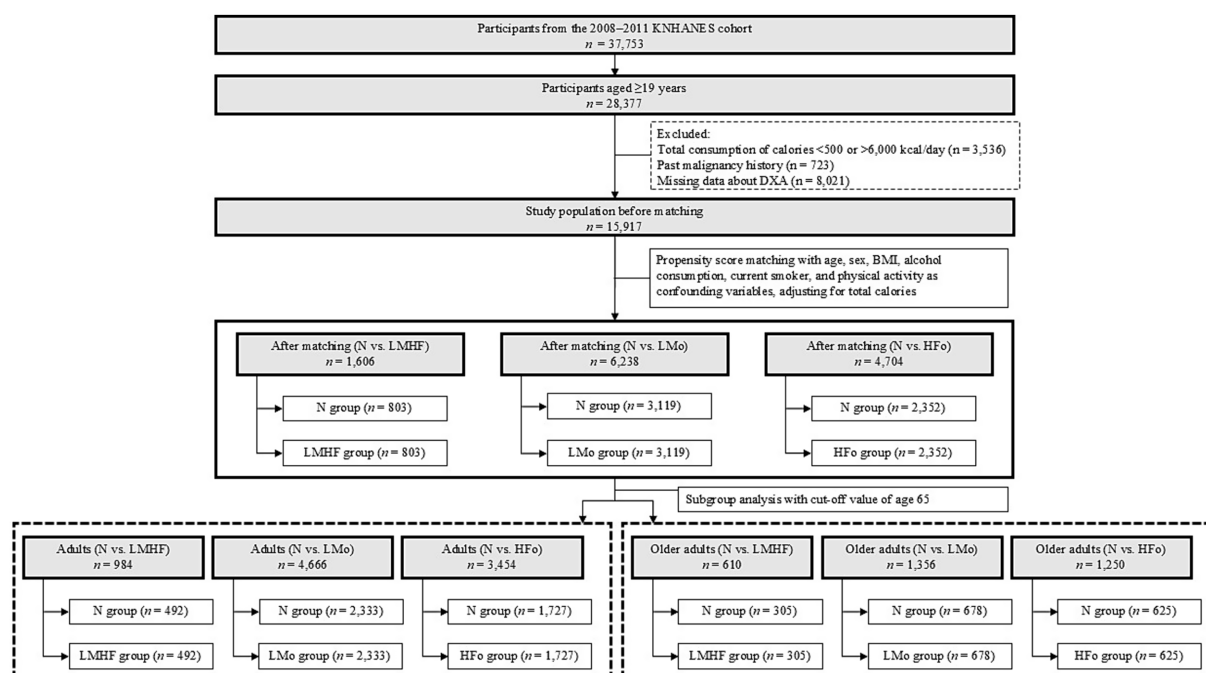 Participants from the 2008–2011 KNHANES cohort
n = 37,753
Participants aged ≥19 years
n = 28,377
Excluded:
Total consumption of calories <500 or >6,000 kcal/day (n = 3,536)
Past malignancy history (n = 723)
Missing data about DXA (n = 8,021)
Study population before matching
n = 15,917
Propensity score matching with age, sex, BMI, alcohol
consumption, current smoker, and physical activity as
confounding variables, adjusting for total calories
After matching (N vs. LMHF)
n = 1,606
N group (n = 803)
LMHF group (n = 803)
After matching (N vs. LMo)
n = 6,238
N group (n = 3,119)
LMo group (n = 3,119)
After matching (N vs. HFo)
n = 4,704
N group (n = 2,352)
HFo group (n = 2,352)
Subgroup analysis with cut-off value of age 65
Adults (N vs. LMHF)
n = 984
N group (n = 492)
LMHF group (n = 492)
Adults (N vs. LMo)
n = 4,666
N group (n = 2,333)
LMo group (n = 2,333)
Adults (N vs. HFo)
n = 3,454
N group (n = 1,727)
HFo group (n = 1,727)
Older adults (N vs. LMHF)
n = 610
N group (n = 305)
LMHF group (n = 305)
Older adults (N vs. LMo)
n = 1,356
N group (n = 678)
LMo group (n = 678)
Older adults (N vs. HFo)
n = 1,250
N group (n = 625)
HFo group (n = 625)